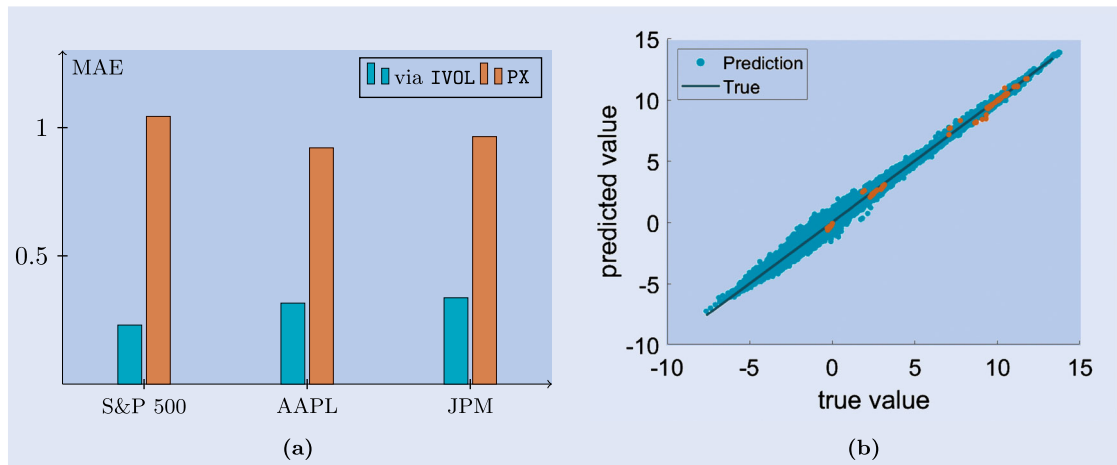 MAE
via IVOL PX
1
0.5
S&P 500 AAPL JPM
(a)
15
10
5
0
-5
-10
Prediction
True
predicted value
-10 -5 0 5 10 15
true value
(b)